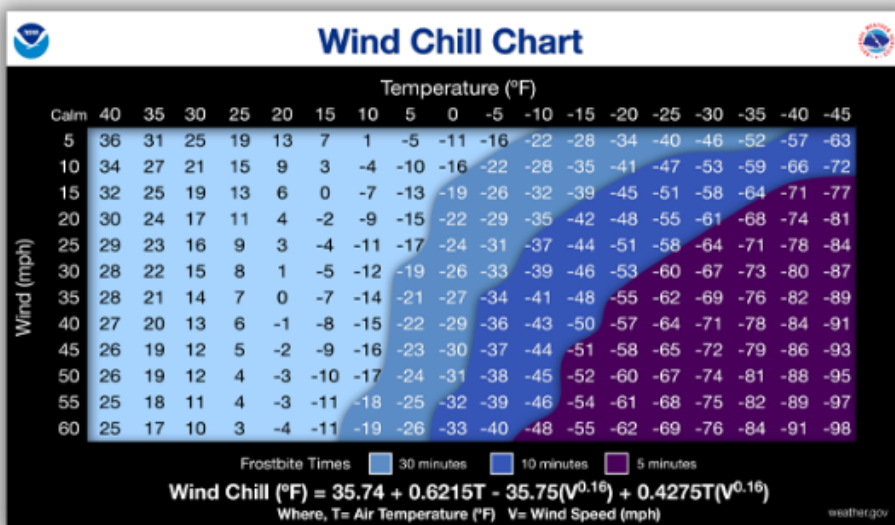 Wind Chill Chart
Temperature (°F)
Calm 40 35 30 25 20 15 10 5 0 -5 -10 -15 -20 -25 -30 -35 -40 -45
5 36 31 25 19 13 7 1 -5 -11 -16 -22 -28 -34 -40 -46 -52 -57 -63
10 34 27 21 15 9 3 -4 -10 -16 -22 -28 -35 -41 -47 -53 -59 -66 -72
15 32 25 19 13 6 0 -7 -13 -19 -26 -32 -39 -45 -51 -58 -64 -71 -77
20 30 24 17 11 4 -2 -9 -15 -22 -29 -35 -42 -48 -55 -61 -68 -74 -81
25 29 23 16 9 3 -4 -11 -17 -24 -31 -37 -44 -51 -58 -64 -71 -78 -84
30 28 22 15 8 1 -5 -12 -19 -26 -33 -39 -46 -53 -60 -67 -73 -80 -87
35 28 21 14 7 0 -7 -14 -21 -27 -34 -41 -48 -55 -62 -69 -76 -82 -89
40 27 20 13 6 -1 -8 -15 -22 -29 -36 -43 -50 -57 -64 -71 -78 -84 -91
45 26 19 12 5 -2 -9 -16 -23 -30 -37 -44 -51 -58 -65 -72 -79 -86 -93
50 26 19 12 4 -3 -10 -17 -24 -31 -38 -45 -52 -60 -67 -74 -81 -88 -95
55 25 18 11 4 -3 -11 -18 -25 -32 -39 -46 -54 -61 -68 -75 -82 -89 -97
60 25 17 10 3 -4 -11 -19 -26 -33 -40 -48 -55 -62 -69 -76 -84 -91 -98
Wind (mph)
Frostbite Times 30 minutes 10 minutes 5 minutes
Wind Chill (°F) = 35.74 + 0.6215T - 35.75(V0.16) + 0.4275T(V0.16)
Where, T= Air Temperature (°F) V= Wind Speed (mph)
weather.gov